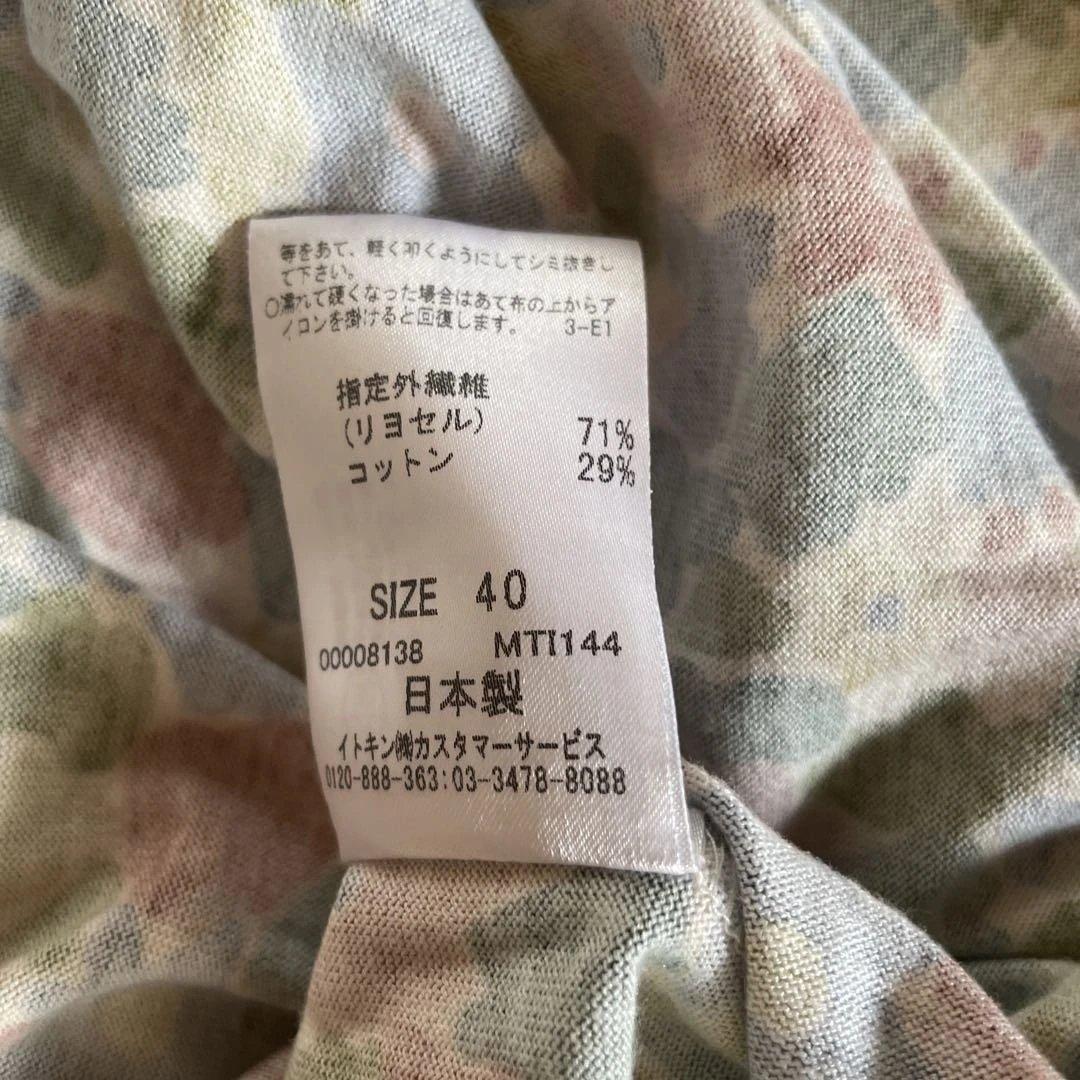 等をあて、軽く叩くようにしてシミ抜きし
て下さい。
○濡れて硬くなった場合はあて布の上からア
イロンを掛けると回復します。 3-E1
指定外繊維
(リヨセル) 71%
コットン 29%
SIZE 40
00008138 MTI144
日本製
イトキン㈱カスタマーサービス
0120-888-363:03-3478-8088